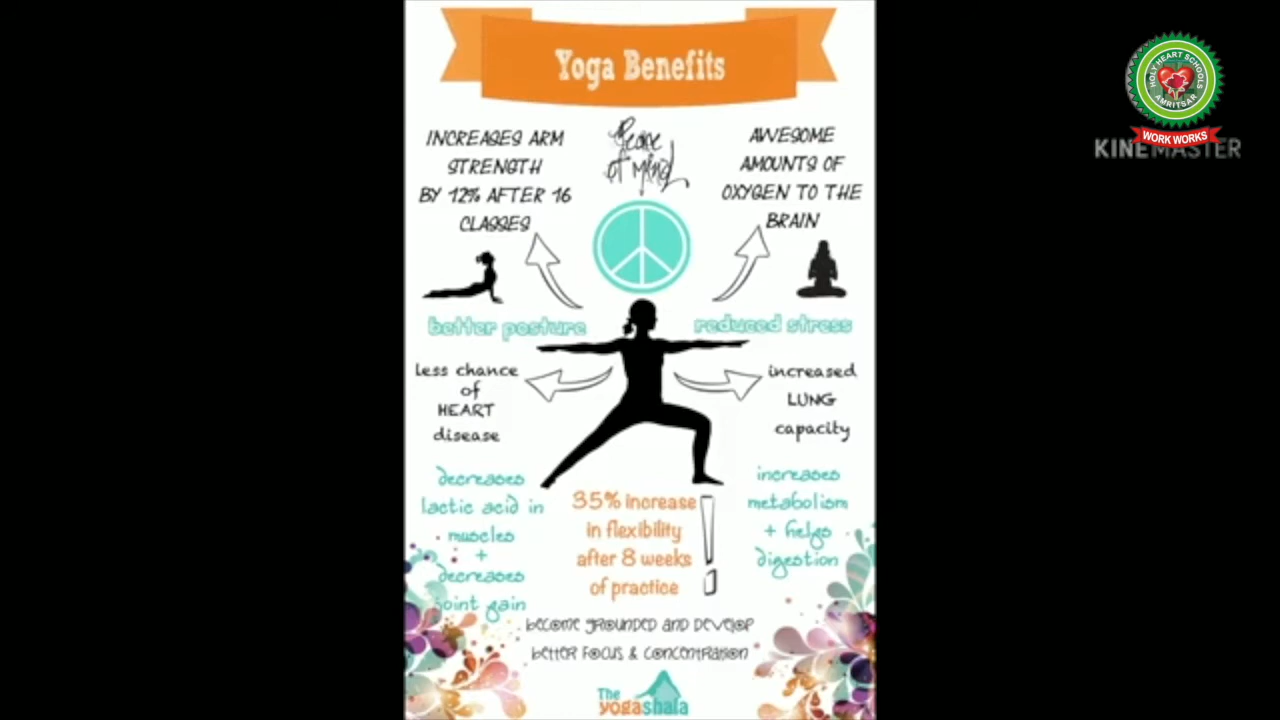 Yoga Benefits
INCREASES ARM
STRENGTH
BY 12% AFTER 16
CLASSES
Peace
of Mind
AWESOME
AMOUNTS OF
OXYGEN TO THE
BRAIN
better posture
reduced stress
less chance
of
HEART
disease
increased
LUNG
capacity
decreases
lactic acid in
muscles
+
decreases
joint pain
35% increase
in flexibility
after 8 weeks
of practice
!
increases
metabolism
+ helps
digestion
become grounded and develop
better focus & concentration
The
yogashala
HOLY HEART SCHOOLS
AMRITSAR
WORK WORKS
KINEMASTER